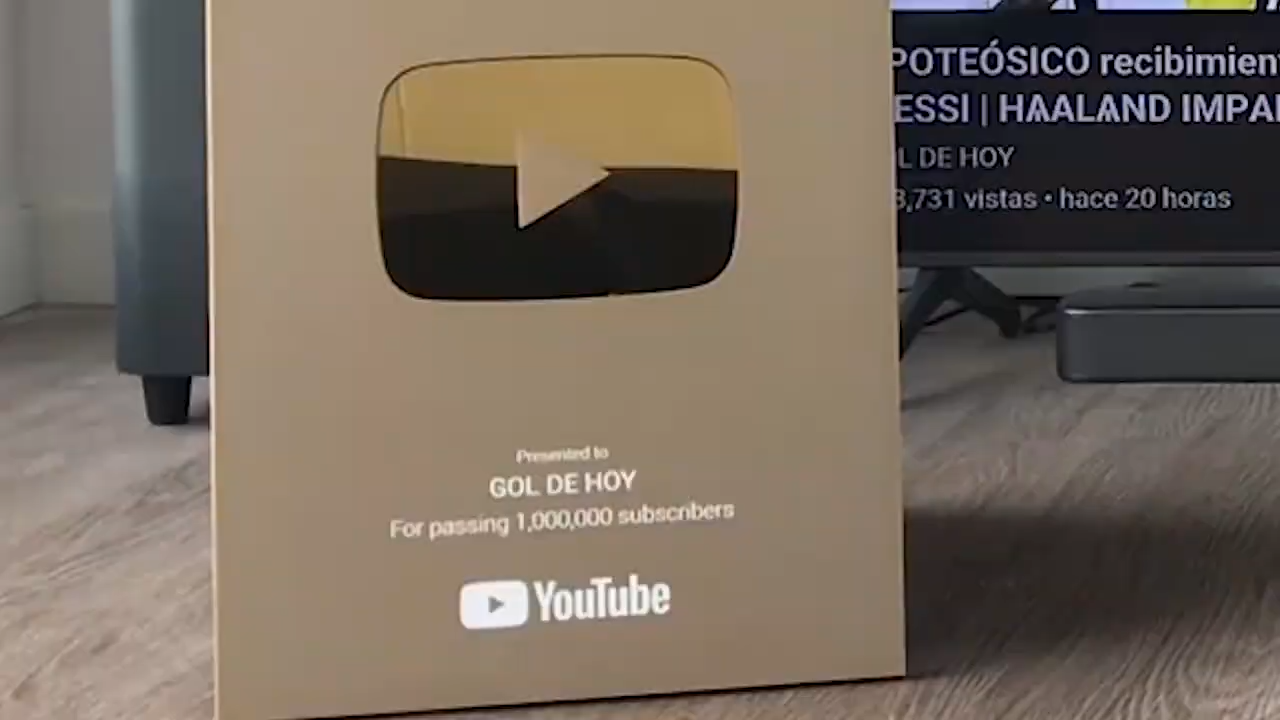 Presented to
GOL DE HOY
For passing 1,000,000 subscribers
YouTube
POTEÓSICO recibimien
ESSI | HAALAND IMPA
L DE HOY
3,731 vistas • hace 20 horas